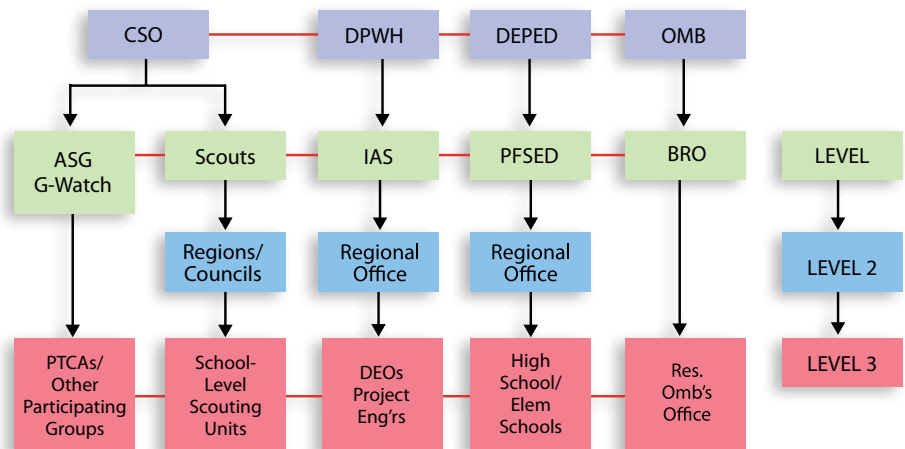 CSO
DPWH
DEPED
OMB
ASG
G-Watch
Scouts
IAS
PFSED
BRO
LEVEL
Regions/
Councils
Regional
Office
Regional
Office
LEVEL 2
PTCAs/
Other
Participating
Groups
School-
Level
Scouting
Units
DEOs
Project
Eng’rs
High
School/
Elem
Schools
Res.
Omb’s
Office
LEVEL 3